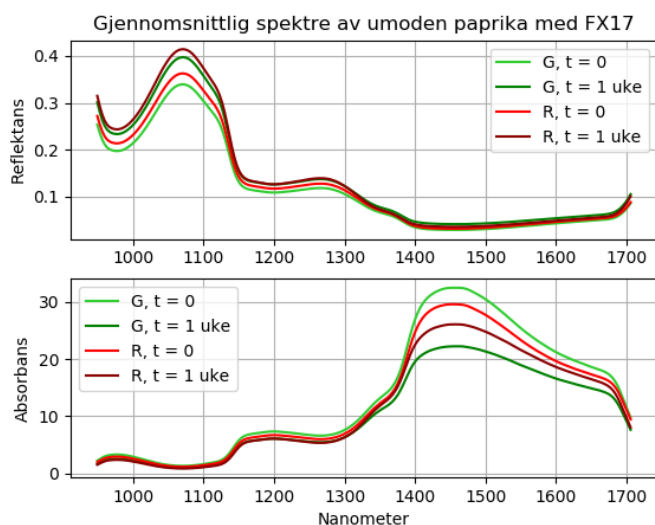 Gjennomsnittlig spektre av umoden paprika med FX17
Reflektans
0.4
0.3
0.2
0.1
G, t = 0
G, t = 1 uke
R, t = 0
R, t = 1 uke
1000 1100 1200 1300 1400 1500 1600 1700
Absorbans
30
20
10
0
G, t = 0
G, t = 1 uke
R, t = 0
R, t = 1 uke
1000 1100 1200 1300 1400 1500 1600 1700
Nanometer